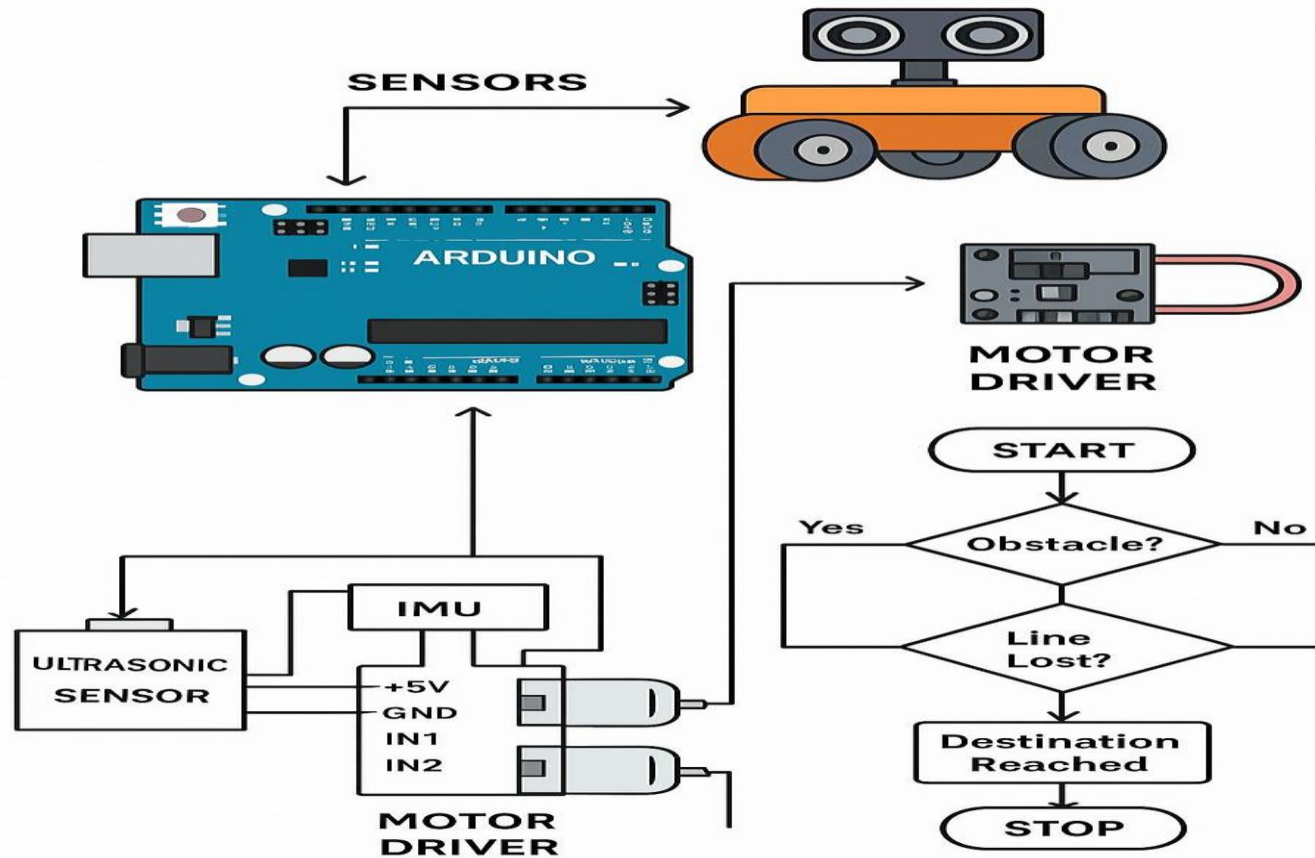 SENSORS
ARDUINO
MOTOR
DRIVER
START
Yes
No
Obstacle?
Line
Lost?
Destination
Reached
STOP
IMU
ULTRASONIC
SENSOR
+5V
GND
IN1
IN2
MOTOR
DRIVER